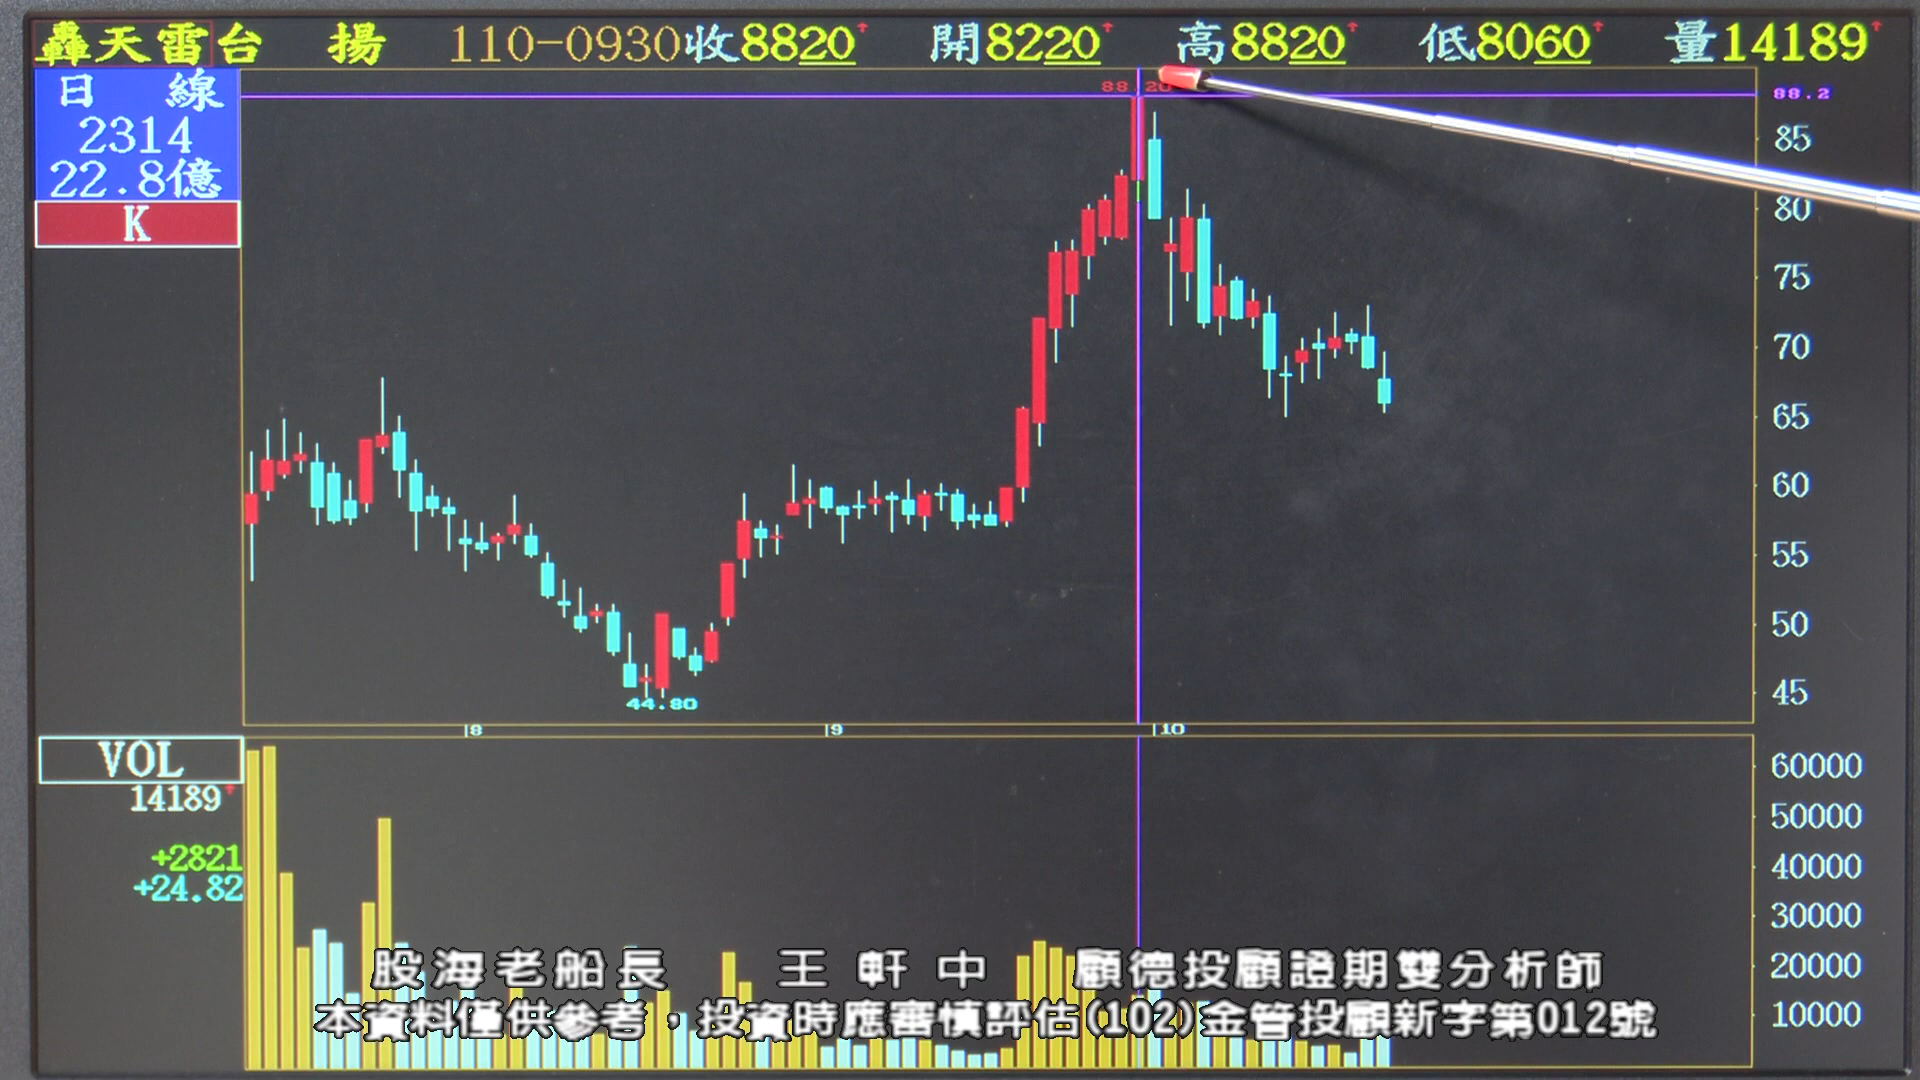 轟天雷台　揚　110-0930收8820↑　開8220↑　高8820↑　低8060↑　量14189↑
日　線
2314
22.8億
K
88.20
88.2
85
80
75
70
65
60
55
50
45
44.80
8　9　10
VOL
14189↑
+2821
+24.82
60000
50000
40000
30000
20000
10000
股海老船長　王軒中　顧德投顧證期雙分析師
本資料僅供參考，投資時應審慎評估(102)金管投顧新字第012號